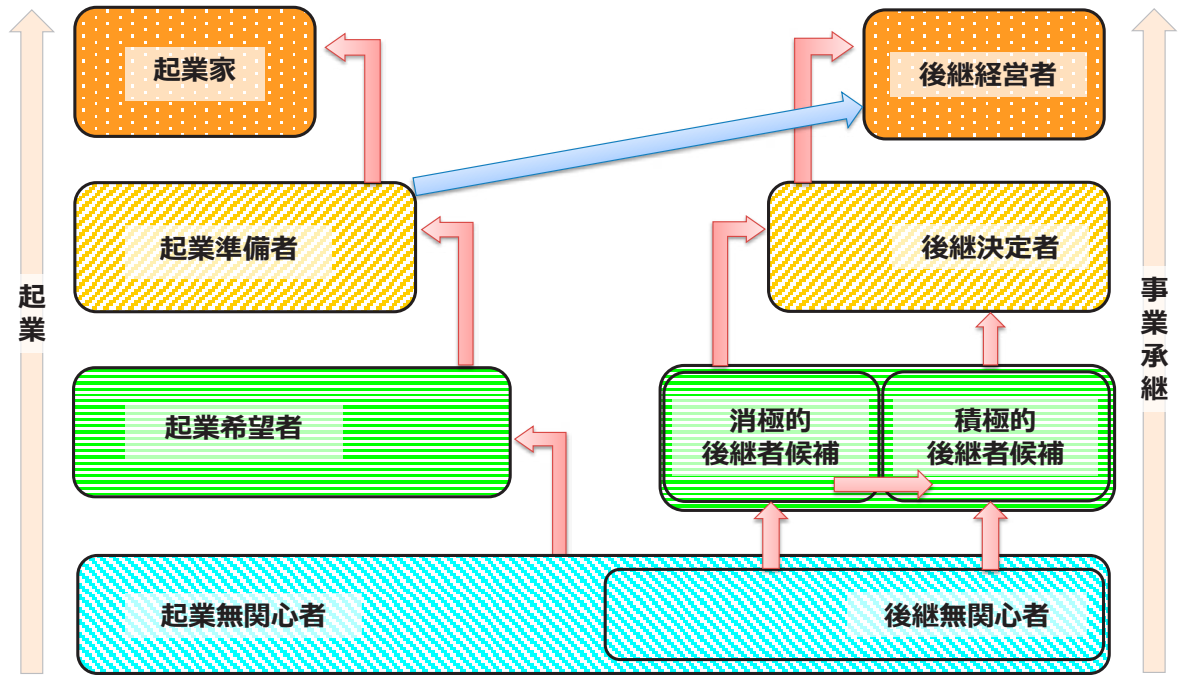 起業家
後継経営者
起業準備者
後継決定者
起業
事業承継
起業希望者
消極的
後継者候補
積極的
後継者候補
起業無関心者
後継無関心者